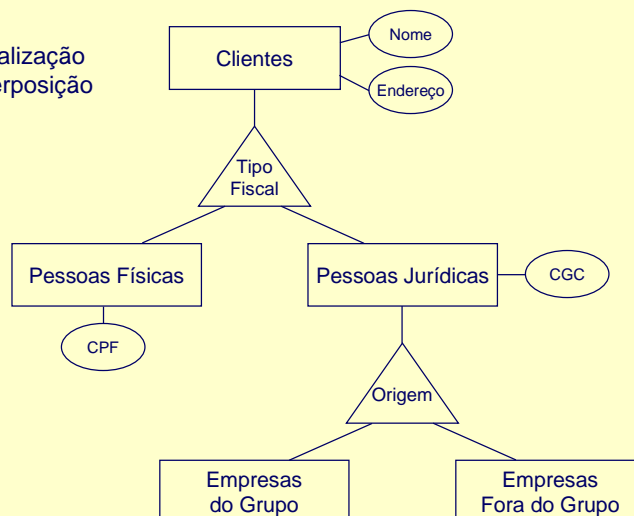 alização
erposição
Clientes
Nome
Endereço
Tipo
Fiscal
Pessoas Físicas
Pessoas Jurídicas
CGC
CPF
Origem
Empresas
do Grupo
Empresas
Fora do Grupo